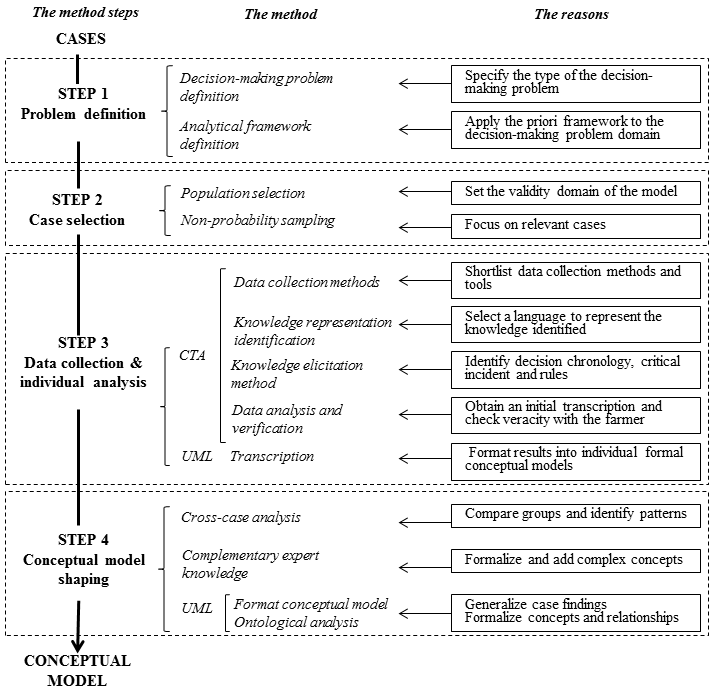 The method steps
The method
The reasons
CASES
STEP 1
Problem definition
Decision-making problem
definition
Specify the type of the decision-
making problem
Analytical framework
definition
Apply the priori framework to the
decision-making problem domain
STEP 2
Case selection
Population selection
Set the validity domain of the model
Non-probability sampling
Focus on relevant cases
STEP 3
Data collection &
individual analysis
CTA
Data collection methods
Shortlist data collection methods and
tools
Knowledge representation
identification
Select a language to represent the
knowledge identified
Knowledge elicitation
method
Identify decision chronology, critical
incident and rules
Data analysis and
verification
Obtain an initial transcription and
check veracity with the farmer
UML
Transcription
Format results into individual formal
conceptual models
STEP 4
Conceptual model
shaping
Cross-case analysis
Compare groups and identify patterns
Complementary expert
knowledge
Formalize and add complex concepts
UML
Format conceptual model
Ontological analysis
Generalize case findings
Formalize concepts and relationships
CONCEPTUAL
MODEL